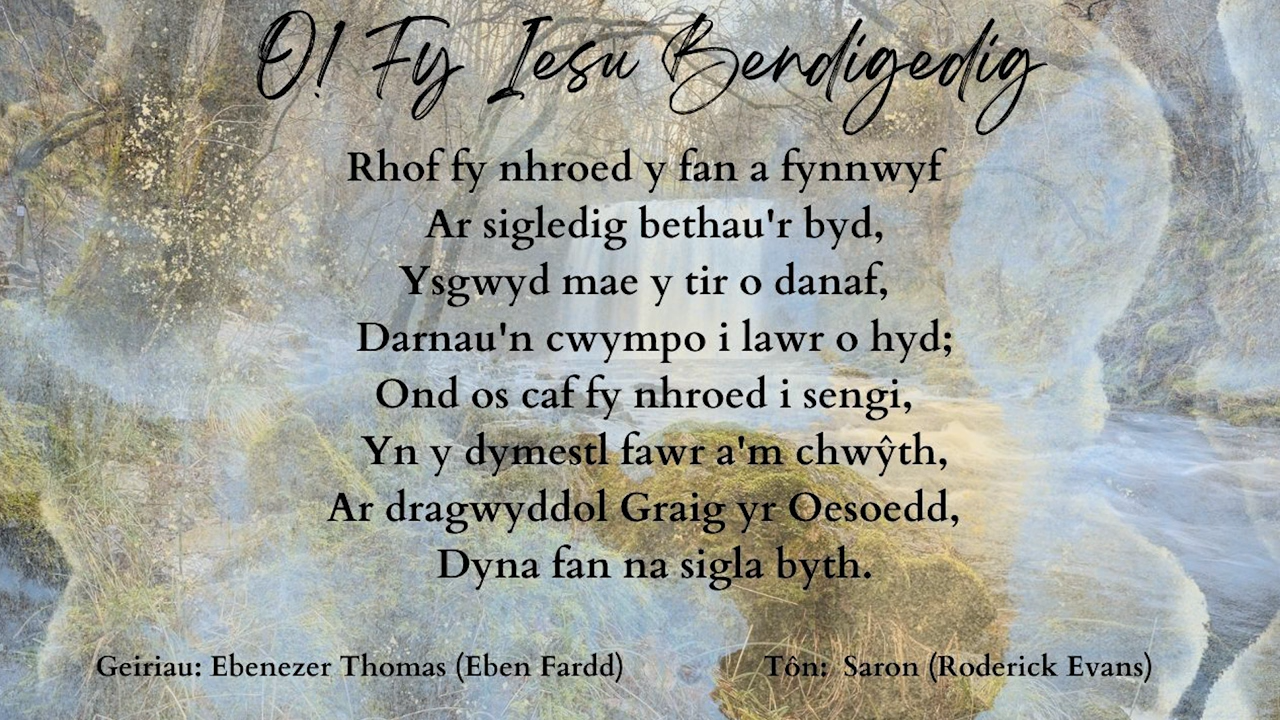 O! Fy Iesu Bendigedig
Rhof fy nhroed y fan a fynnwyf
Ar sigledig bethau'r byd,
Ysgwyd mae y tir o danaf,
Darnau'n cwympo i lawr o hyd;
Ond os caf fy nhroed i sengi,
Yn y dymestl fawr a'm chwŷth,
Ar dragwyddol Graig yr Oesoedd,
Dyna fan na sigla byth.
Geiriau: Ebenezer Thomas (Eben Fardd)
Tôn: Saron (Roderick Evans)